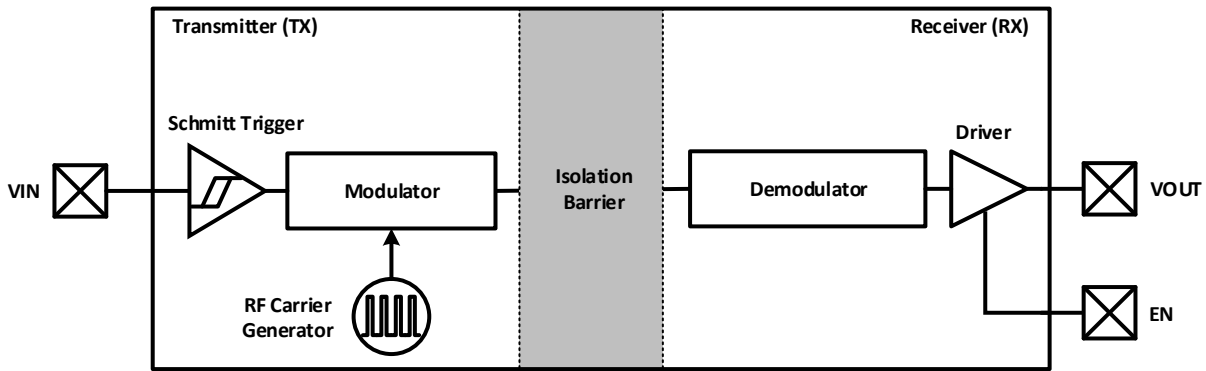 Transmitter (TX)
Receiver (RX)
Schmitt Trigger
Driver
VIN
Modulator
Isolation
Barrier
Demodulator
VOUT
RF Carrier
Generator
EN